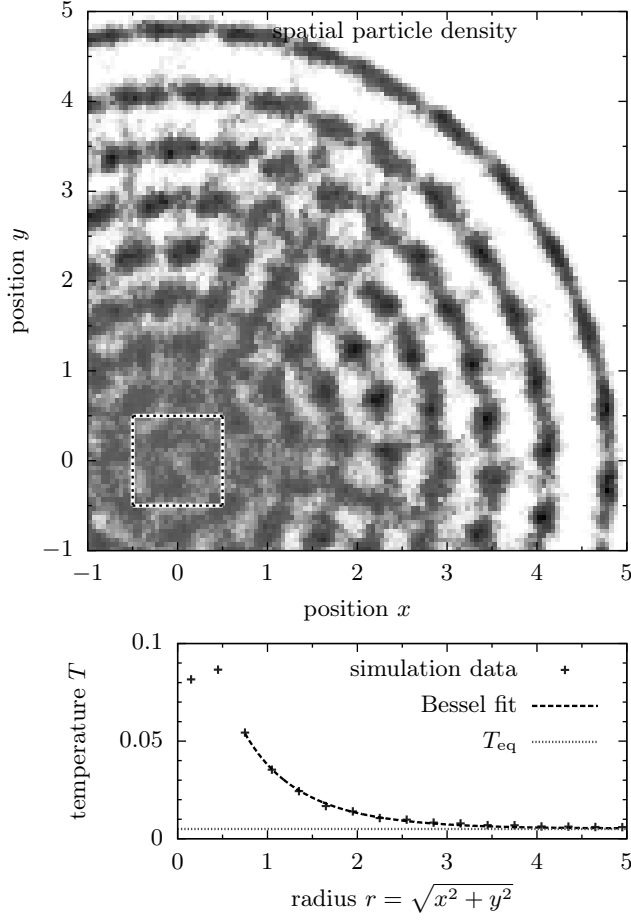 spatial particle density
5
4
3
2
1
0
−1
position y
−1 0 1 2 3 4 5
position x
0.1
0.05
0
temperature T
simulation data
Bessel fit
T_eq
0 1 2 3 4 5
radius r = √x² + y²